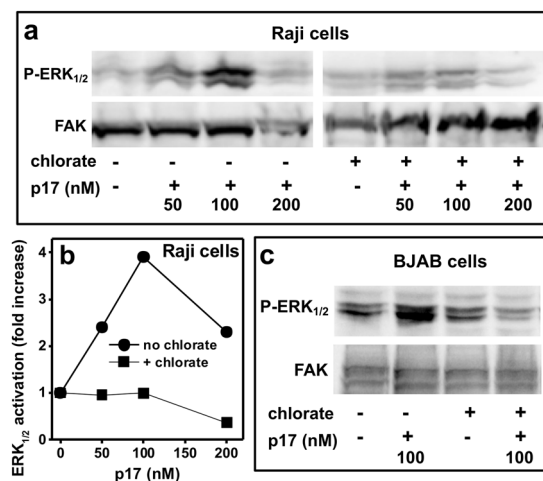 a
Raji cells
P-ERK1/2
FAK
chlorate - - - - + + + +
p17 (nM) - + + + - + + +
50 100 200 50 100 200
b Raji cells
ERK1/2 activation (fold increase)
4
2
1
0
no chlorate
+ chlorate
0 50 100 150 200
p17 (nM)
c
BJAB cells
P-ERK1/2
FAK
chlorate - - + +
p17 (nM) - + - +
100 100